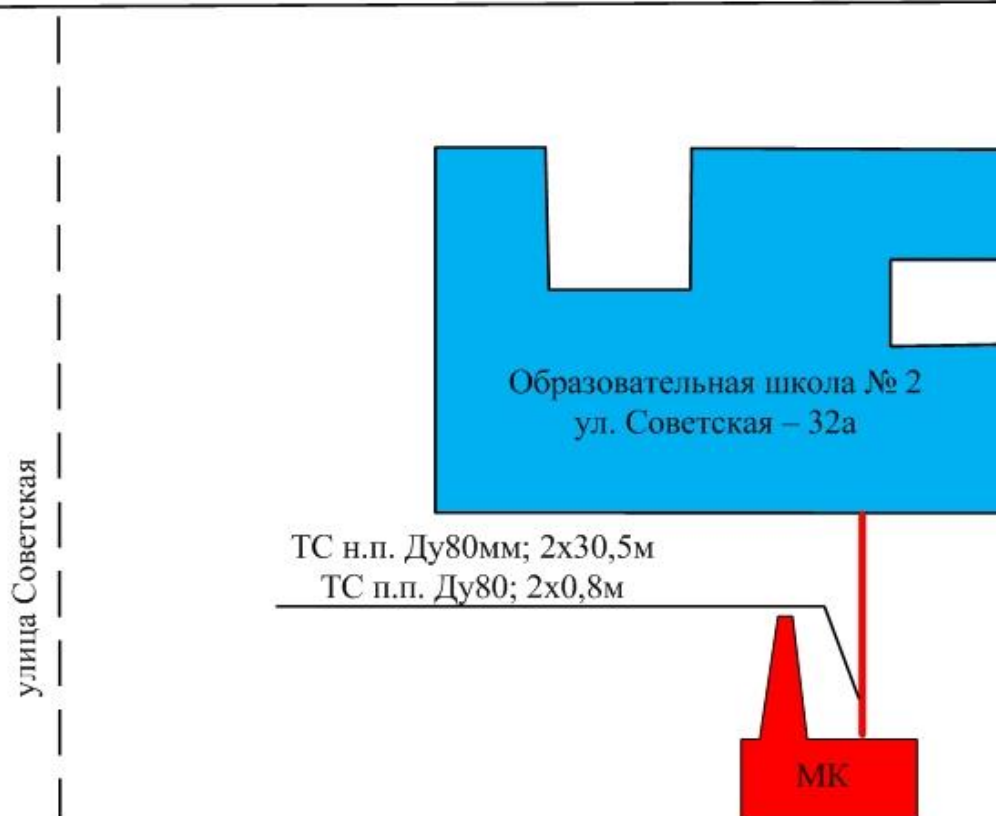 Образовательная школа № 2
ул. Советская – 32а
улица Советская
ТС н.п. Ду80мм; 2х30,5м
ТС п.п. Ду80; 2х0,8м
МК